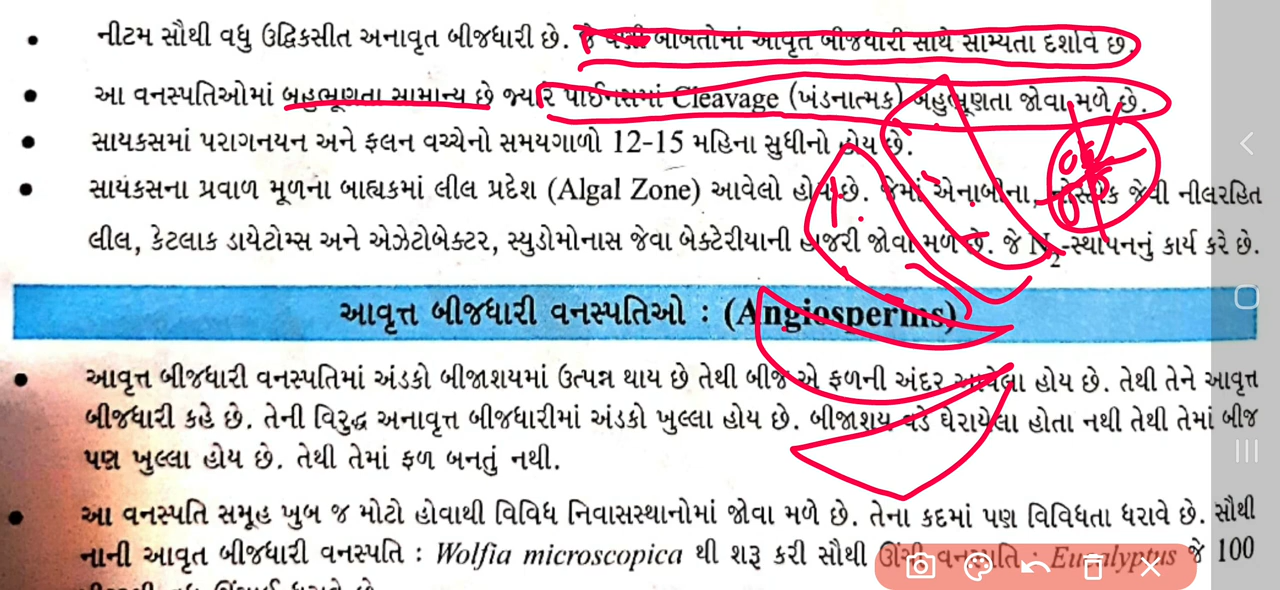 • નીટમ સૌથી વધુ ઉદ્વિકસીત અનાવૃત બીજધારી છે. જે ઘણી બાબતોમાં આવૃત બીજધારી સાથે સામ્યતા દર્શાવે છે.
• આ વનસ્પતિઓમાં બહુભ્રૂણતા સામાન્ય છે જ્યારે પાઈનસમાં Cleavage (ખંડનાત્મક) બહુભ્રૂણતા જોવા મળે છે.
• સાયકસમાં પરાગનયન અને ફલન વચ્ચેનો સમયગાળો 12-15 મહિના સુધીનો હોય છે.
• સાયકસના પ્રવાળ મૂળના બાહ્યકમાં લીલ પ્રદેશ (Algal Zone) આવેલો હોય છે. જેમાં એનાબીના, નોસ્ટોક જેવી નીલરહિત
લીલ, કેટલાક ડાયેટોમ્સ અને એઝેટોબેક્ટર, સ્યુડોમોનાસ જેવા બેક્ટેરીયાની હાજરી જોવા મળે છે. જે N₂-સ્થાપનનું કાર્ય કરે છે.
આવૃત્ત બીજધારી વનસ્પતિઓ : (Angiosperms)
• આવૃત્ત બીજધારી વનસ્પતિમાં અંડકો બીજાશયમાં ઉત્પન્ન થાય છે તેથી બીજ એ ફળની અંદર આવેલા હોય છે. તેથી તેને આવૃત્ત
બીજધારી કહે છે. તેની વિરુદ્ધ અનાવૃત્ત બીજધારીમાં અંડકો ખુલ્લા હોય છે. બીજાશય વડે ઘેરાયેલા હોતા નથી તેથી તેમાં બીજ
પણ ખુલ્લા હોય છે. તેથી તેમાં ફળ બનતું નથી.
• આ વનસ્પતિ સમૂહ ખુબ જ મોટો હોવાથી વિવિધ નિવાસસ્થાનોમાં જોવા મળે છે. તેના કદમાં પણ વિવિધતા ધરાવે છે. સૌથી
નાની આવૃત બીજધારી વનસ્પતિ : Wolfia microscopica થી શરૂ કરી સૌથી ઊંચી વનસ્પતિ : Eucalyptus જે 100